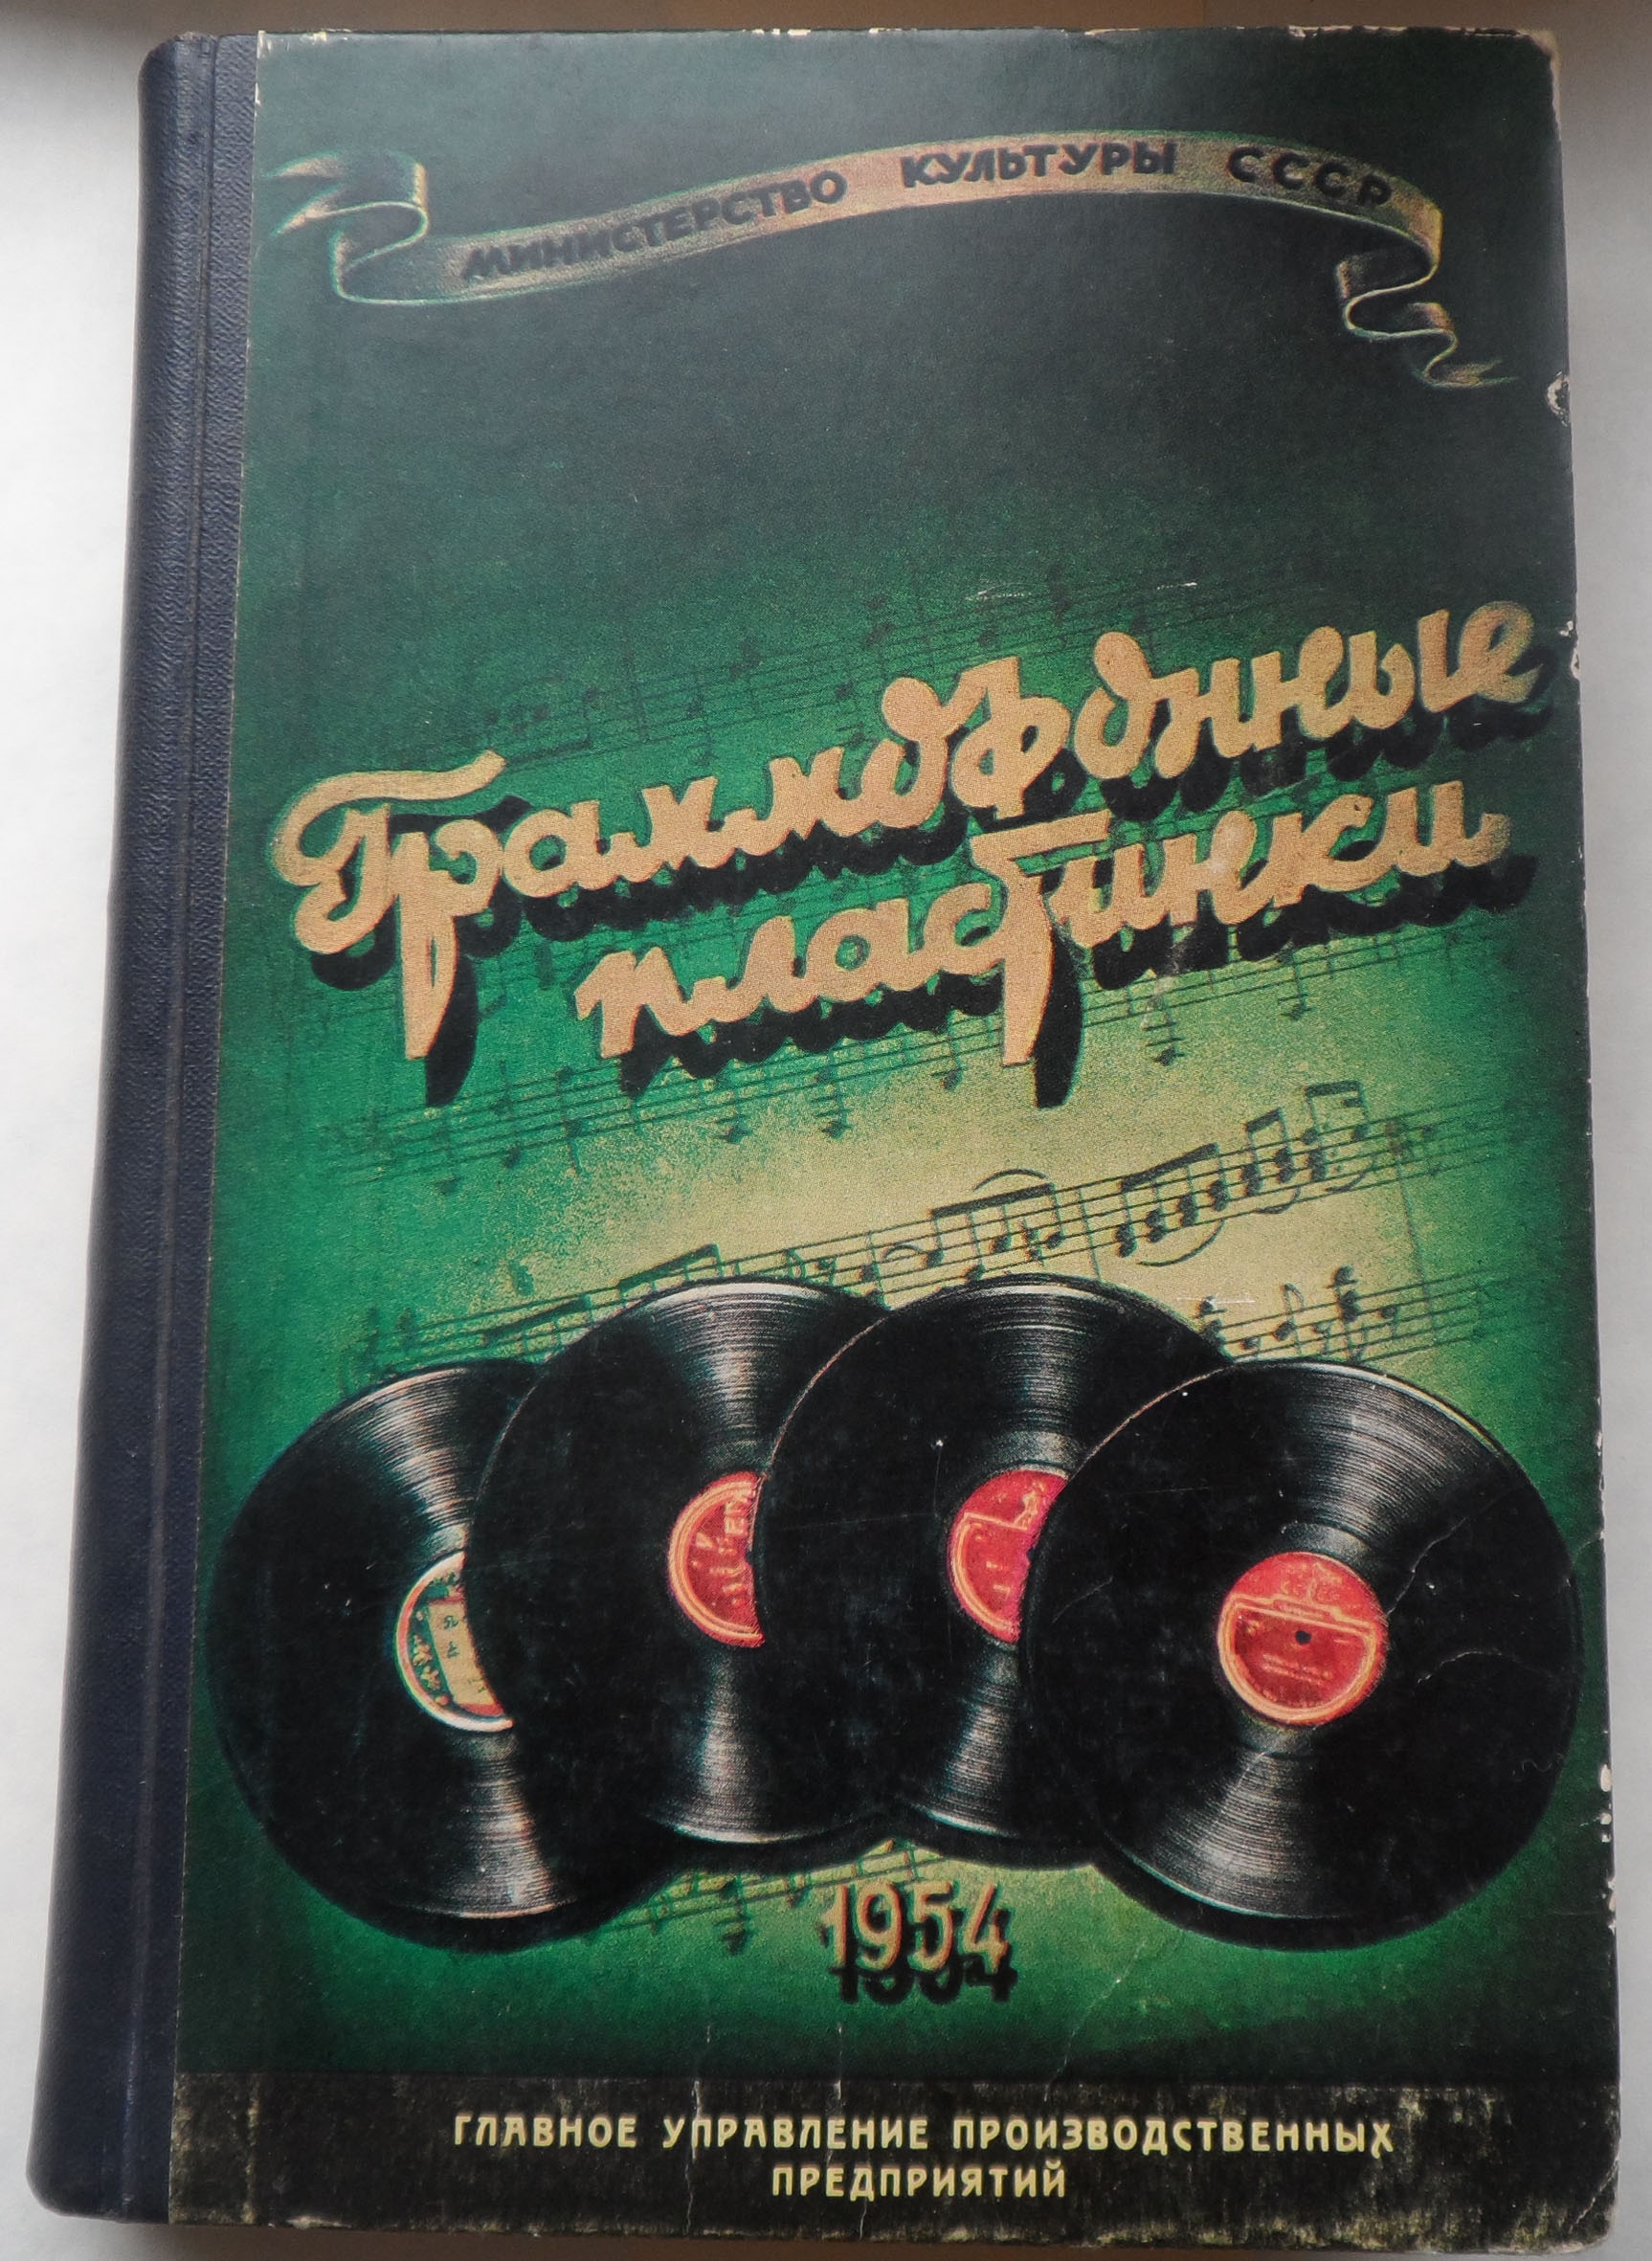 МИНИСТЕРСТВО КУЛЬТУРЫ СССР
Граммофонные
пластинки
1954
ГЛАВНОЕ УПРАВЛЕНИЕ ПРОИЗВОДСТВЕННЫХ
ПРЕДПРИЯТИЙ